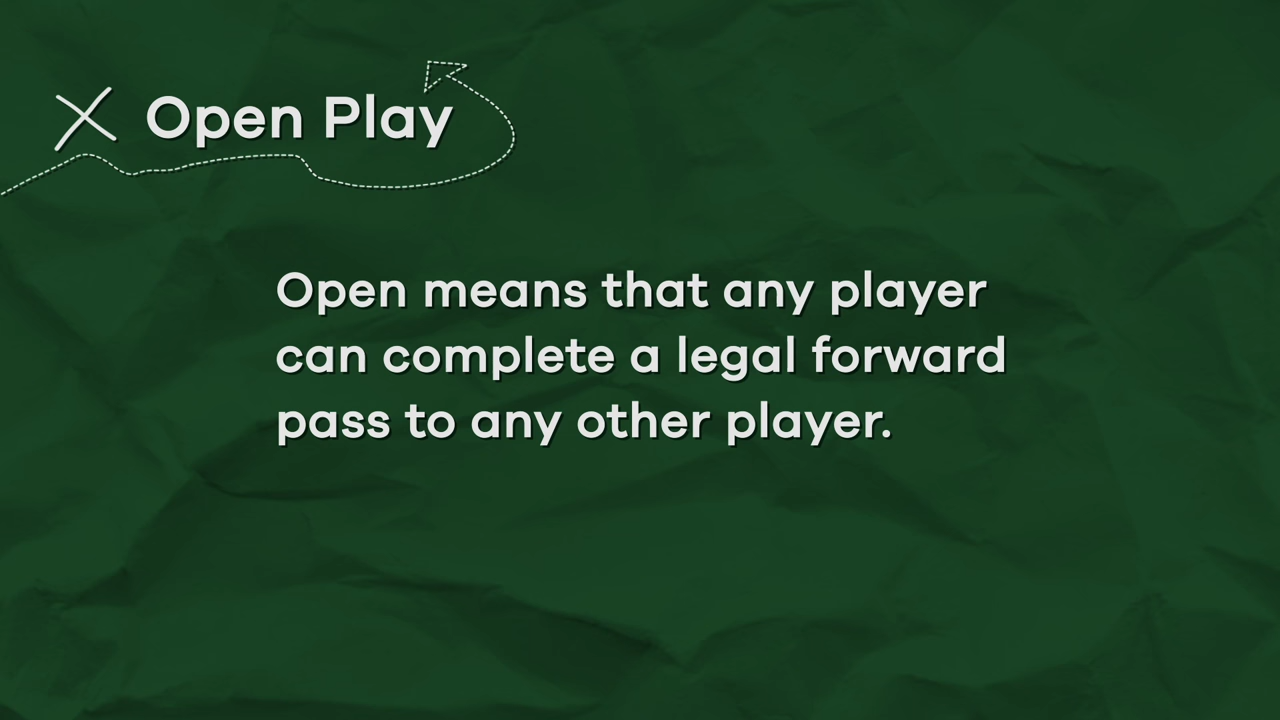 Open Play
Open means that any player
can complete a legal forward
pass to any other player.